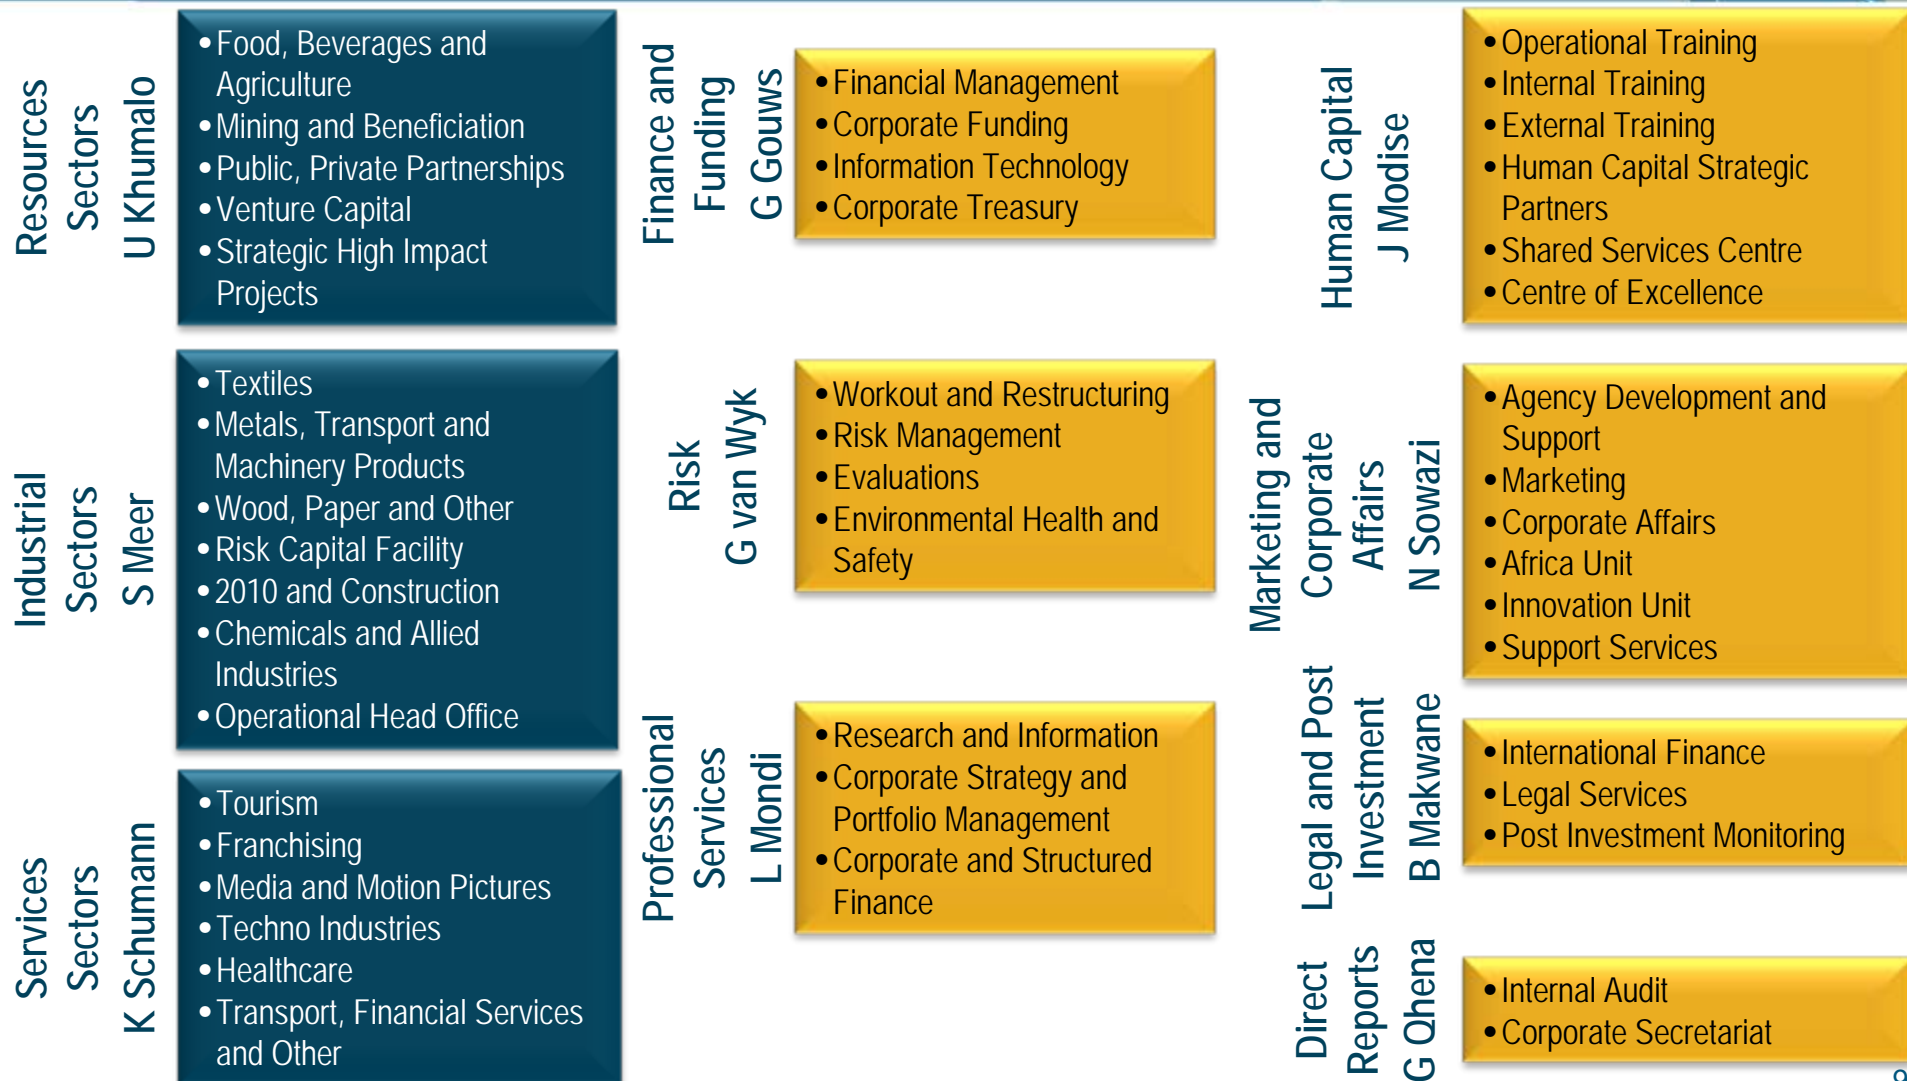 Resources
Sectors
U Khumalo
•Food, Beverages and
Agriculture
•Mining and Beneficiation
•Public, Private Partnerships
•Venture Capital
•Strategic High Impact
Projects
Industrial
Sectors
S Meer
•Textiles
•Metals, Transport and
Machinery Products
•Wood, Paper and Other
•Risk Capital Facility
•2010 and Construction
•Chemicals and Allied
Industries
•Operational Head Office
Services
Sectors
K Schumann
•Tourism
•Franchising
•Media and Motion Pictures
•Techno Industries
•Healthcare
•Transport, Financial Services
and Other
Finance and
Funding
G Gouws
•Financial Management
•Corporate Funding
•Information Technology
•Corporate Treasury
Risk
G van Wyk
•Workout and Restructuring
•Risk Management
•Evaluations
•Environmental Health and
Safety
Professional
Services
L Mondi
•Research and Information
•Corporate Strategy and
Portfolio Management
•Corporate and Structured
Finance
Human Capital
J Modise
•Operational Training
•Internal Training
•External Training
•Human Capital Strategic
Partners
•Shared Services Centre
•Centre of Excellence
Marketing and
Corporate
Affairs
N Sowazi
•Agency Development and
Support
•Marketing
•Corporate Affairs
•Africa Unit
•Innovation Unit
•Support Services
Legal and Post
Investment
B Makwane
•International Finance
•Legal Services
•Post Investment Monitoring
Direct
Reports
G Qhena
•Internal Audit
•Corporate Secretariat
9